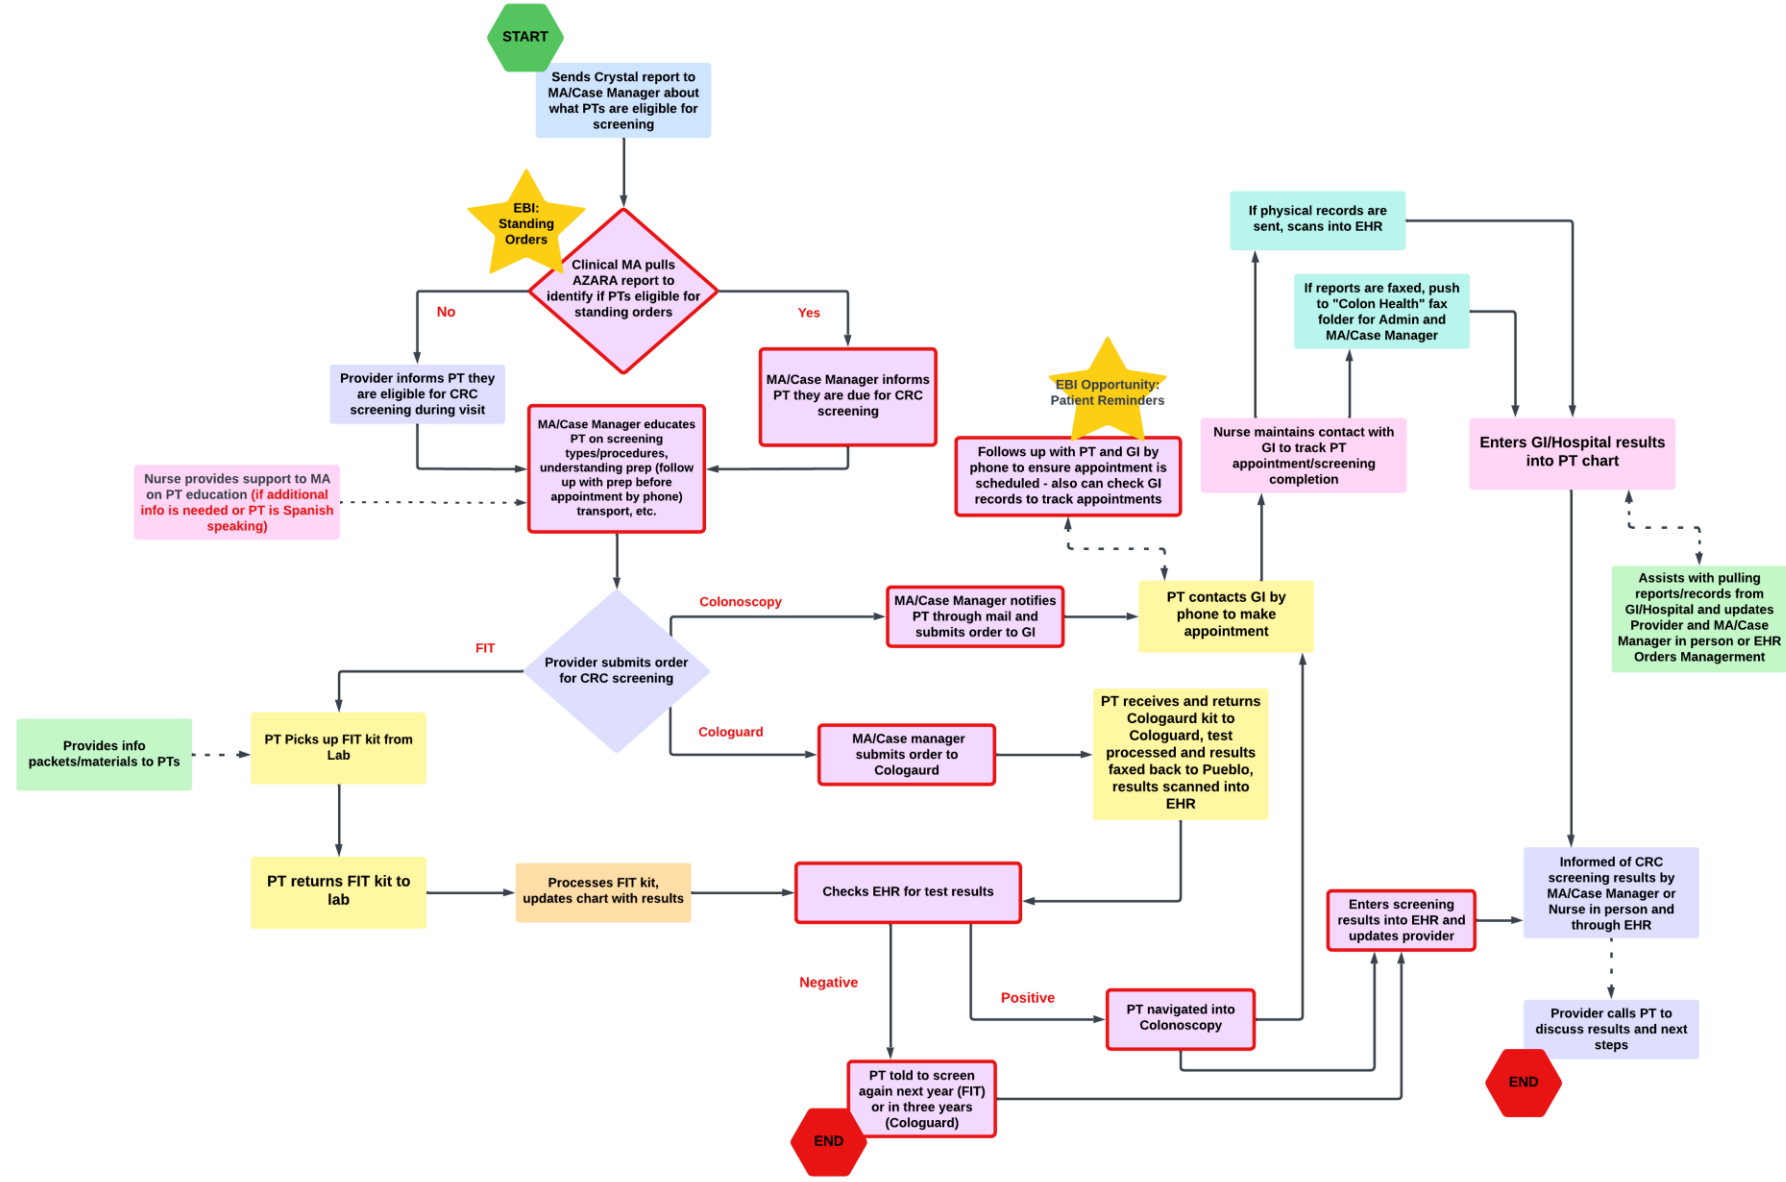 START
Sends Crystal report to
MA/Case Manager about
what PTs are eligible for
screening
EBI:
Standing
Orders
Clinical MA pulls
AZARA report to
identify if PTs eligible for
standing orders
No
Yes
Provider informs PT they
are eligible for CRC
screening during visit
MA/Case Manager informs
PT they are due for CRC
screening
MA/Case Manager educates
PT on screening
types/procedures,
understanding prep (follow
up with prep before
appointment by phone)
transport, etc.
Nurse provides support to MA
on PT education (if additional
info is needed or PT is Spanish
speaking)
If physical records are
sent, scans into EHR
If reports are faxed, push
to "Colon Health" fax
folder for Admin and
MA/Case Manager
EBI Opportunity:
Patient Reminders
Follows up with PT and GI by
phone to ensure appointment is
scheduled - also can check GI
records to track appointments
Nurse maintains contact with
GI to track PT
appointment/screening
completion
Enters GI/Hospital results
into PT chart
Assists with pulling
reports/records from
GI/Hospital and updates
Provider and MA/Case
Manager in person or EHR
Orders Managerment
Provider submits order
for CRC screening
FIT
Colonoscopy
Cologuard
MA/Case Manager notifies
PT through mail and
submits order to GI
PT contacts GI by
phone to make
appointment
MA/Case manager
submits order to
Cologaurd
PT receives and returns
Cologaurd kit to
Cologuard, test
processed and results
faxed back to Pueblo,
results scanned into
EHR
Provides info
packets/materials to PTs
PT Picks up FIT kit from
Lab
PT returns FIT kit to
lab
Processes FIT kit,
updates chart with results
Checks EHR for test results
Negative
Positive
PT navigated into
Colonoscopy
PT told to screen
again next year (FIT)
or in three years
(Cologuard)
END
Enters screening
results into EHR and
updates provider
Informed of CRC
screening results by
MA/Case Manager or
Nurse in person and
through EHR
Provider calls PT to
discuss results and next
steps
END